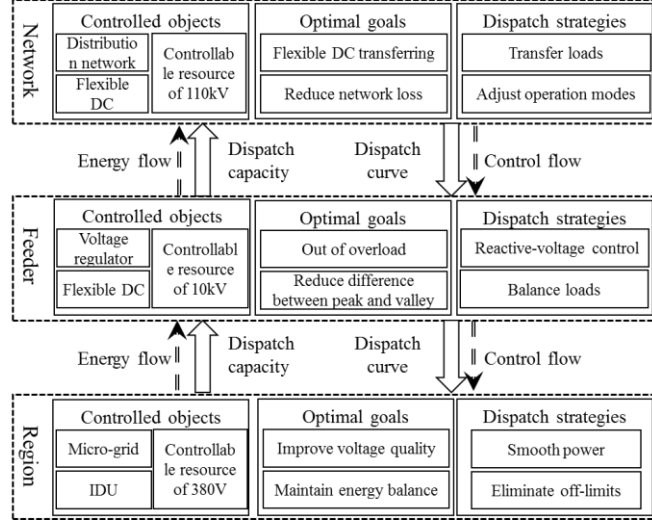 Network
Controlled objects
Distributio
n network
Flexible
DC
Controllab
le resource
of 110kV
Optimal goals
Flexible DC transferring
Reduce network loss
Dispatch strategies
Transfer loads
Adjust operation modes
Energy flow
Dispatch
capacity
Dispatch
curve
Control flow
Feeder
Controlled objects
Voltage
regulator
Flexible DC
Controllabl
e resource
of 10kV
Optimal goals
Out of overload
Reduce difference
between peak and valley
Dispatch strategies
Reactive-voltage control
Balance loads
Energy flow
Dispatch
capacity
Dispatch
curve
Control flow
Region
Controlled objects
Micro-grid
IDU
Controllab
le resource
of 380V
Optimal goals
Improve voltage quality
Maintain energy balance
Dispatch strategies
Smooth power
Eliminate off-limits